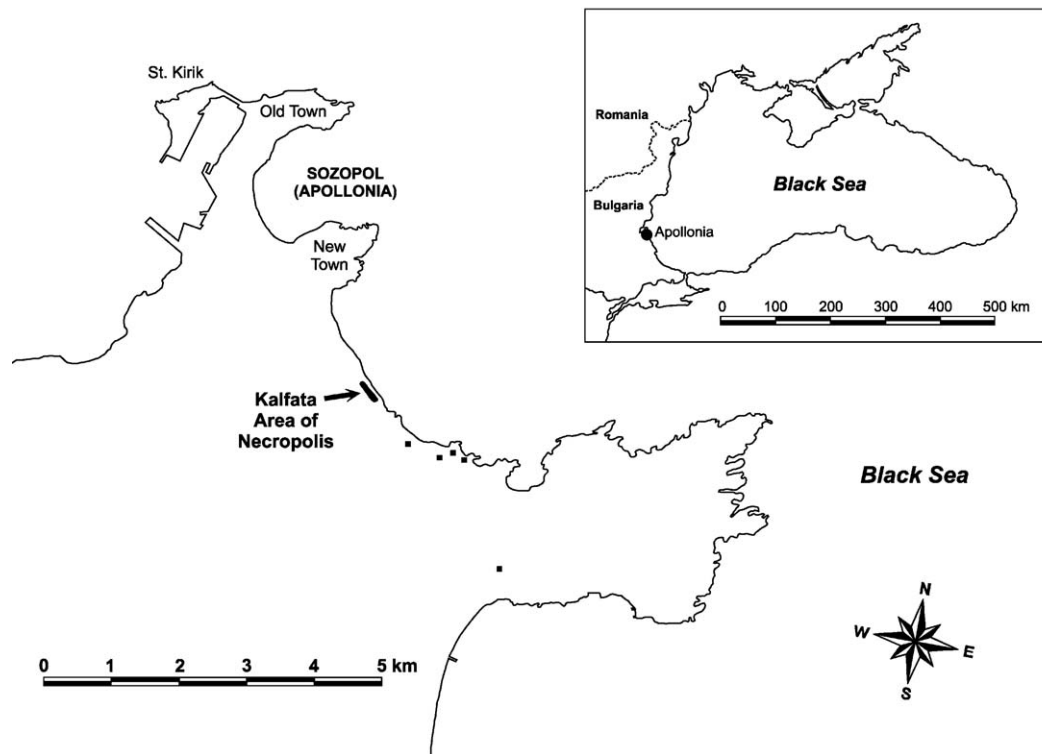 St. Kirik
Old Town
SOZOPOL
(APOLLONIA)
New
Town
Kalfata
Area of
Necropolis
Black Sea
0 1 2 3 4 5 km
N
W
E
S
Romania
Bulgaria
Black Sea
Apollonia
0 100 200 300 400 500 km